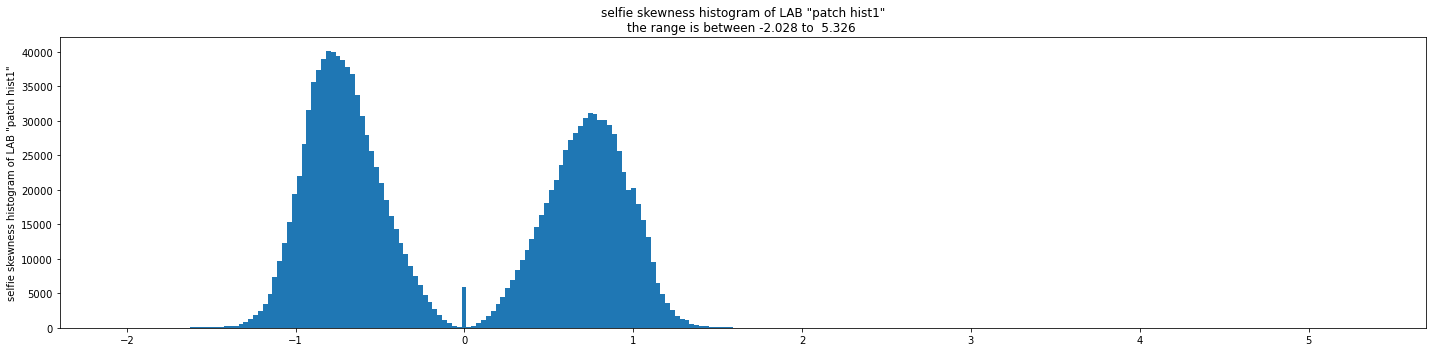 selfie skewness histogram of LAB "patch hist1"
the range is between -2.028 to  5.326
selfie skewness histogram of LAB "patch hist1"
40000
35000
30000
25000
20000
15000
10000
5000
0
−2 −1 0 1 2 3 4 5